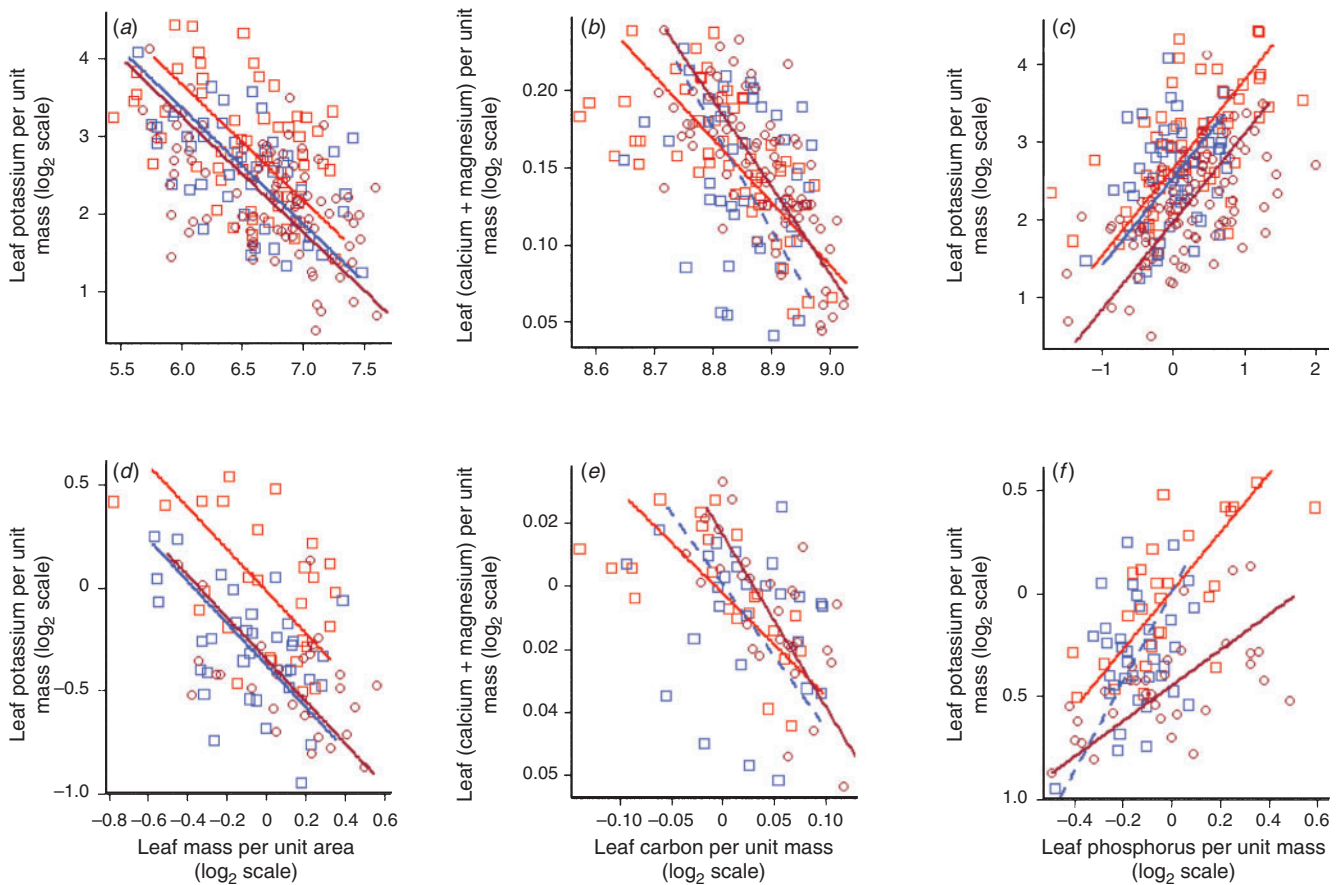 (a)
Leaf potassium per unit
mass (log2 scale)
4
3
2
1
5.5 6.0 6.5 7.0 7.5
(b)
Leaf (calcium + magnesium) per unit
mass (log2 scale)
0.20
0.15
0.10
0.05
8.6 8.7 8.8 8.9 9.0
(c)
Leaf potassium per unit
mass (log2 scale)
4
3
2
1
–1 0 1 2
(d)
Leaf potassium per unit
mass (log2 scale)
0.5
0
–0.5
–1.0
–0.8 –0.6 –0.4 –0.2 0 0.2 0.4 0.6
Leaf mass per unit area
(log2 scale)
(e)
Leaf (calcium + magnesium) per unit
mass (log2 scale)
0.02
0
0.02
0.04
0.05
–0.10 –0.05 0 0.05 0.10
Leaf carbon per unit mass
(log2 scale)
(f)
Leaf potassium per unit
mass (log2 scale)
0.5
0
0.5
1.0
–0.4 –0.2 0 0.2 0.4 0.6
Leaf phosphorus per unit mass
(log2 scale)